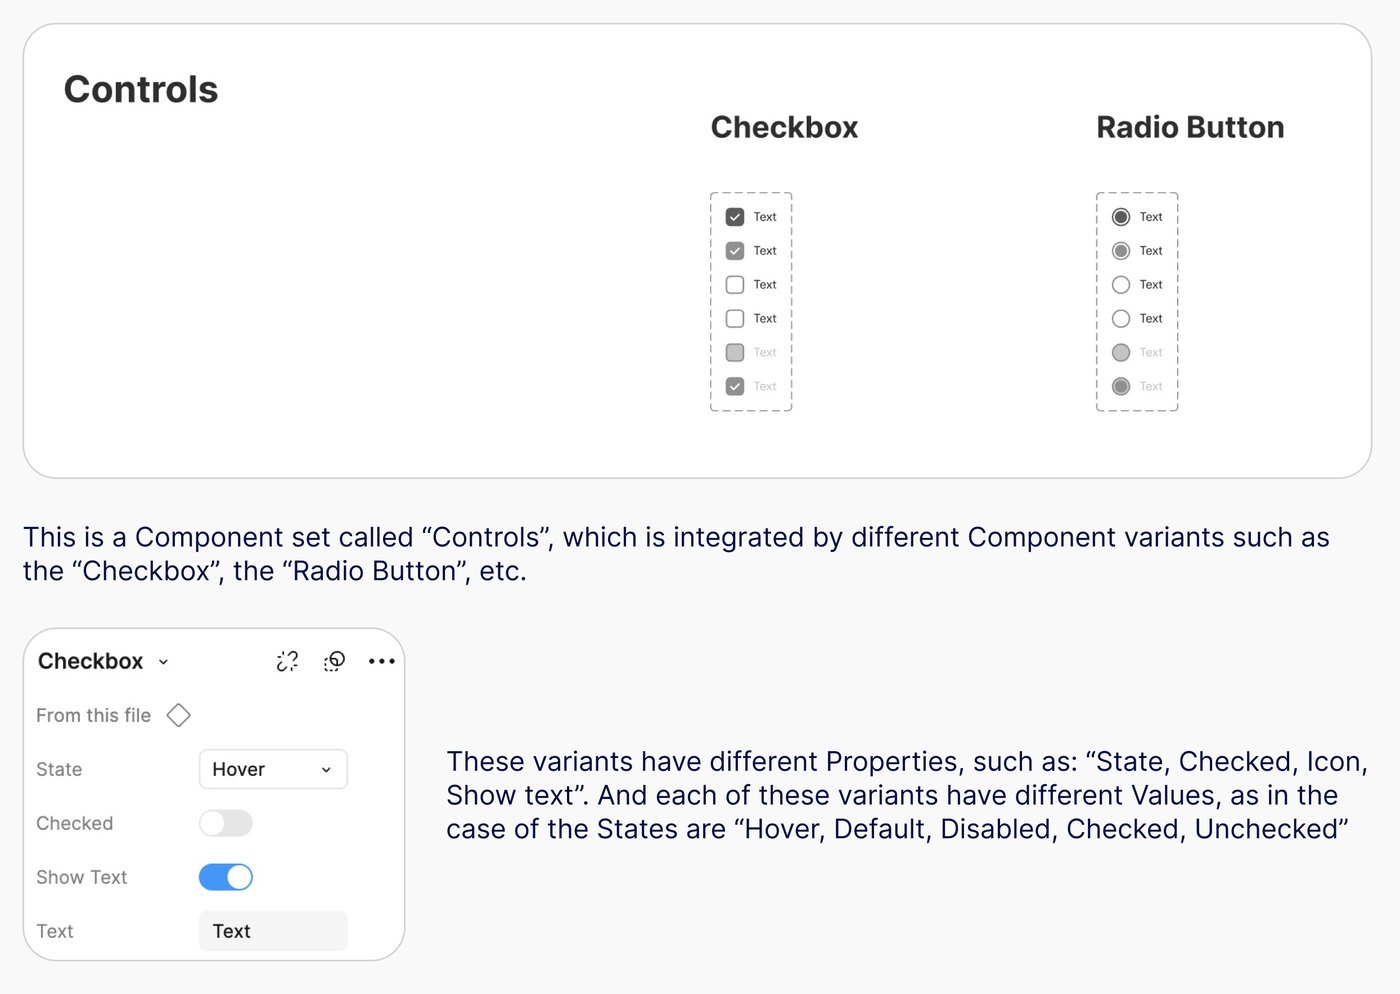 Controls
Checkbox
Radio Button
Text
Text
Text
Text
Text
Text
Text
Text
Text
Text
Text
Text
This is a Component set called “Controls”, which is integrated by different Component variants such as
the “Checkbox”, the “Radio Button”, etc.
Checkbox
From this file
State
Hover
Checked
Show Text
Text
Text
These variants have different Properties, such as: “State, Checked, Icon,
Show text”. And each of these variants have different Values, as in the
case of the States are “Hover, Default, Disabled, Checked, Unchecked”